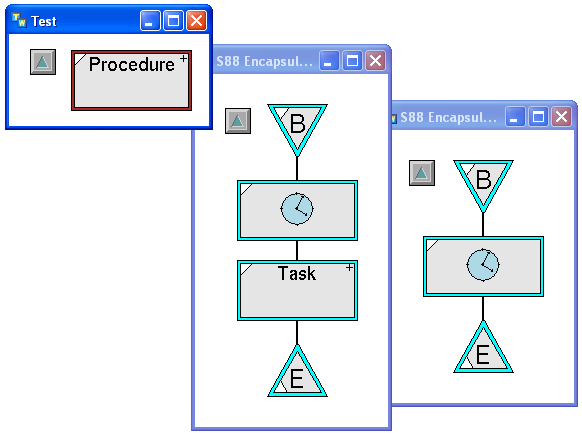 Test
Procedure +
S88 Encapsul...
B
Task +
E
S88 Encapsul...
B
E